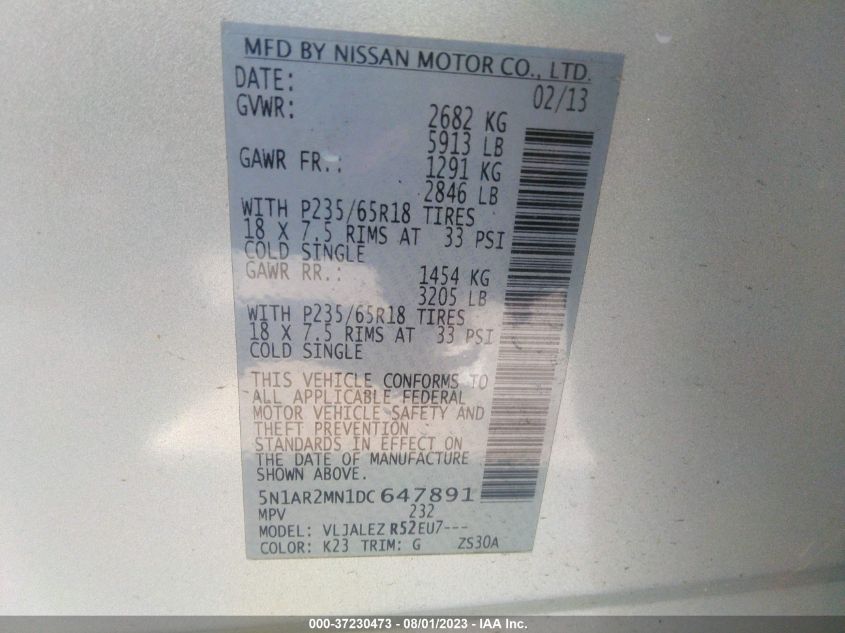 MFD BY NISSAN MOTOR CO., LTD.
DATE: 02/13
GVWR: 2682 KG
5913 LB
GAWR FR.: 1291 KG
2846 LB
WITH P235/65R18 TIRES
18 X 7.5 RIMS AT 33 PSI
COLD SINGLE
GAWR RR.: 1454 KG
3205 LB
WITH P235/65R18 TIRES
18 X 7.5 RIMS AT 33 PSI
COLD SINGLE
THIS VEHICLE CONFORMS TO
ALL APPLICABLE FEDERAL
MOTOR VEHICLE SAFETY AND
THEFT PREVENTION
STANDARDS IN EFFECT ON
THE DATE OF MANUFACTURE
SHOWN ABOVE.
5N1AR2MN1DC647891
MPV 232
MODEL: VLJALEZ R52EU7---
COLOR: K23 TRIM: G ZS30A
000-37230473 - 08/01/2023 - IAA Inc.